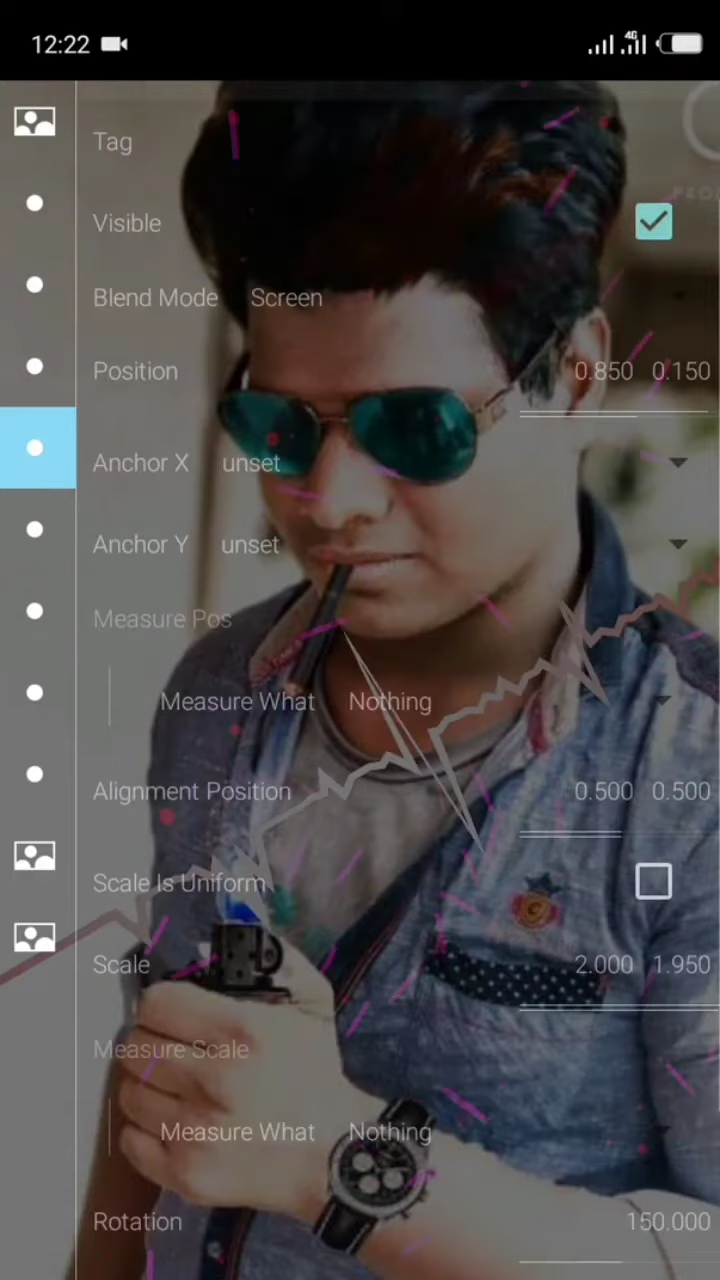 12:22
4G
Tag
Visible
Blend Mode Screen
Position 0.850 0.150
Anchor X unset
Anchor Y unset
Measure Pos
Measure What Nothing
Alignment Position 0.500 0.500
Scale Is Uniform
Scale 2.000 1.950
Measure Scale
Measure What Nothing
Rotation 150.000